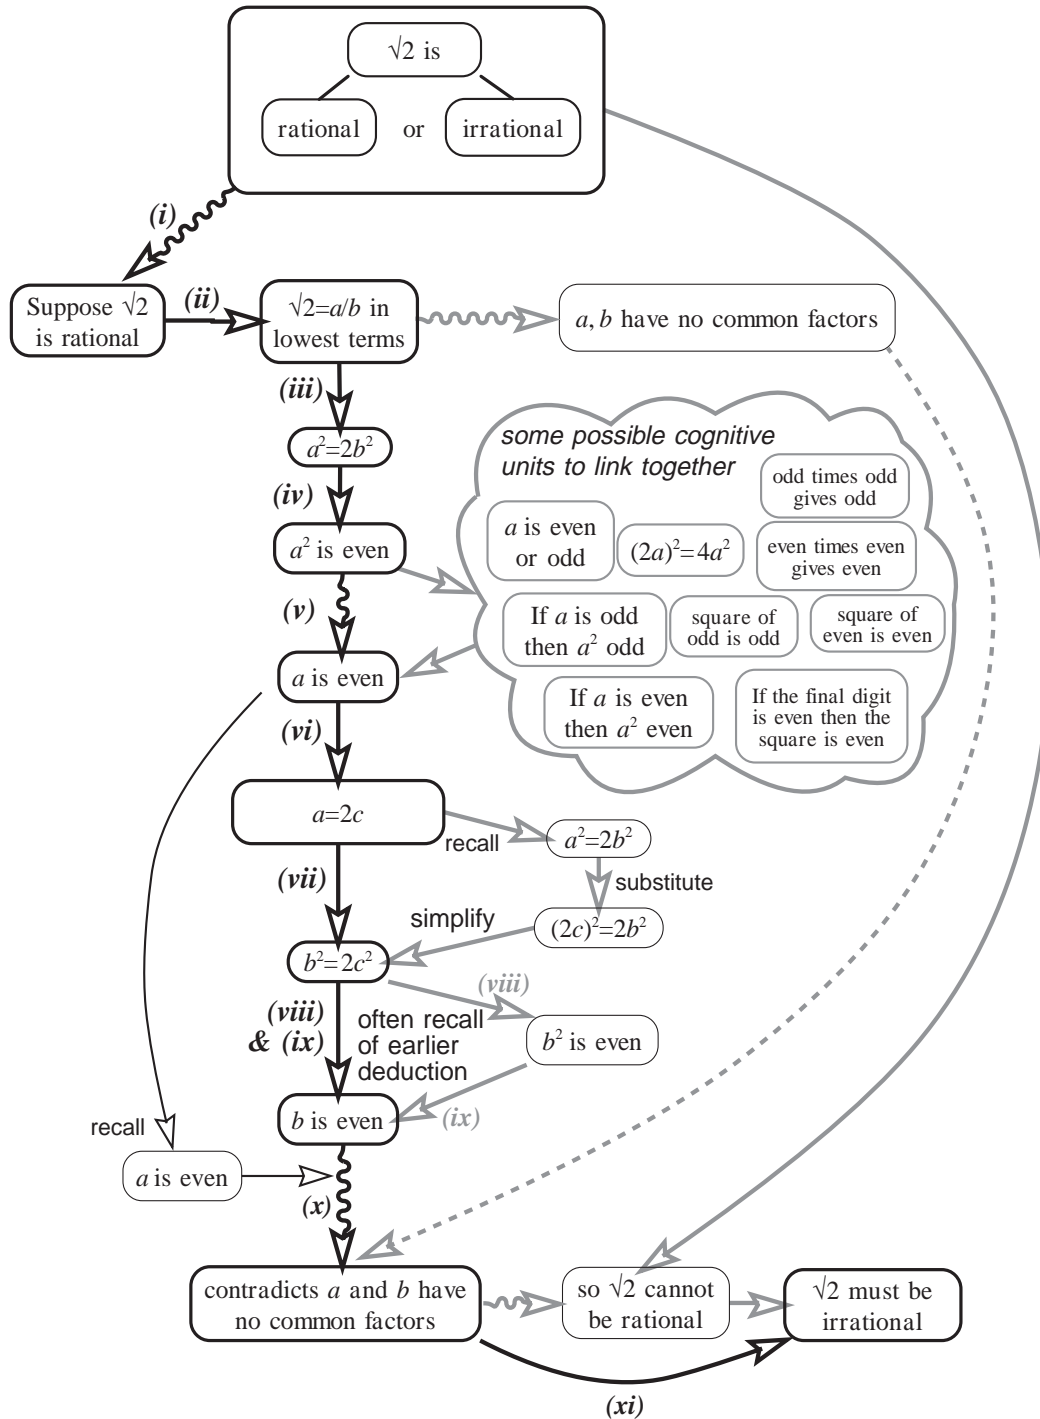 √2 is
rational or irrational
(i)
Suppose √2
is rational
(ii)
√2=a/b in
lowest terms
a, b have no common factors
(iii)
a²=2b²
(iv)
a² is even
(v)
a is even
some possible cognitive
units to link together
odd times odd
gives odd
a is even
or odd
(2a)²=4a²
even times even
gives even
If a is odd
then a² odd
square of
odd is odd
square of
even is even
If a is even
then a² even
If the final digit
is even then the
square is even
(vi)
a=2c
recall
a²=2b²
substitute
(2c)²=2b²
simplify
(vii)
b²=2c²
(viii)
(viii)
& (ix)
often recall
of earlier
deduction
b² is even
(ix)
b is even
recall
a is even
(x)
contradicts a and b have
no common factors
so √2 cannot
be rational
√2 must be
irrational
(xi)